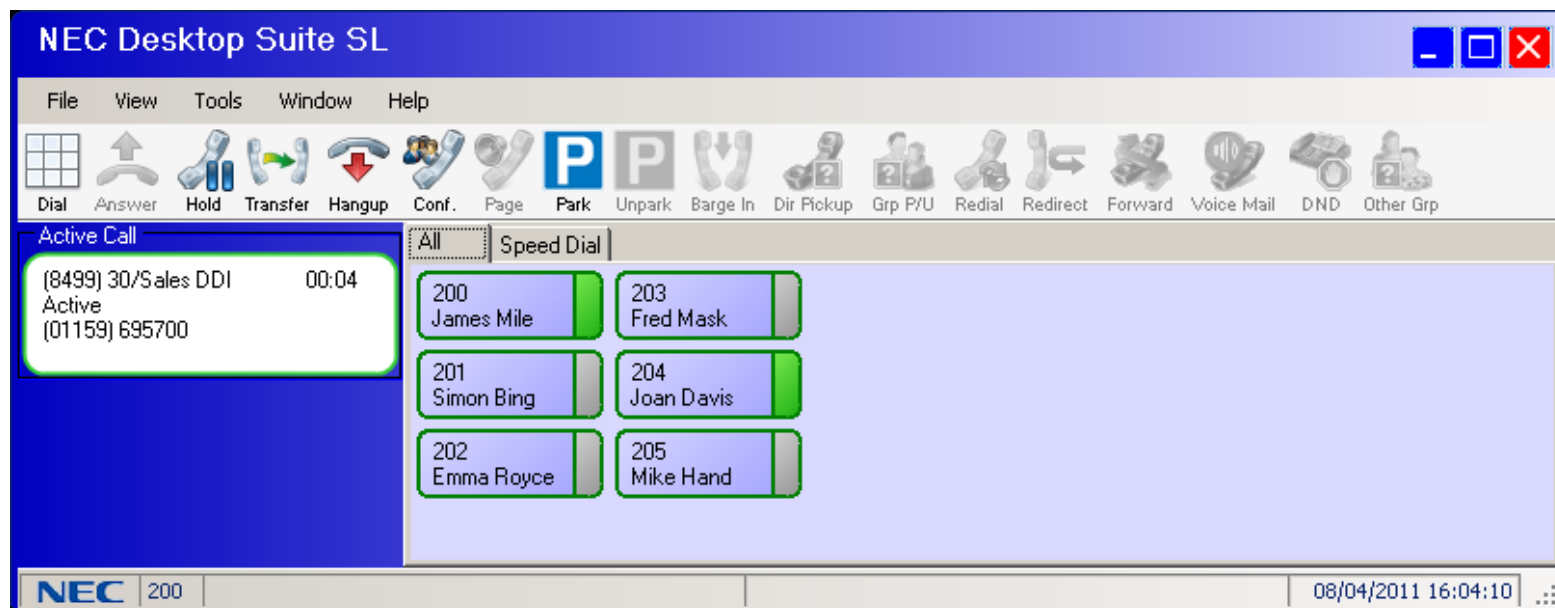 NEC Desktop Suite SL
File View Tools Window Help
P P
Dial Answer Hold Transfer Hangup Conf. Page Park Unpark Barge In Dir Pickup Grp P/U Redial Redirect Forward Voice Mail DND Other Grp
Active Call
(8499) 30/Sales DDI 00:04
Active
(01159) 695700
All Speed Dial
200
James Mile
203
Fred Mask
201
Simon Bing
204
Joan Davis
202
Emma Royce
205
Mike Hand
NEC 200 08/04/2011 16:04:10